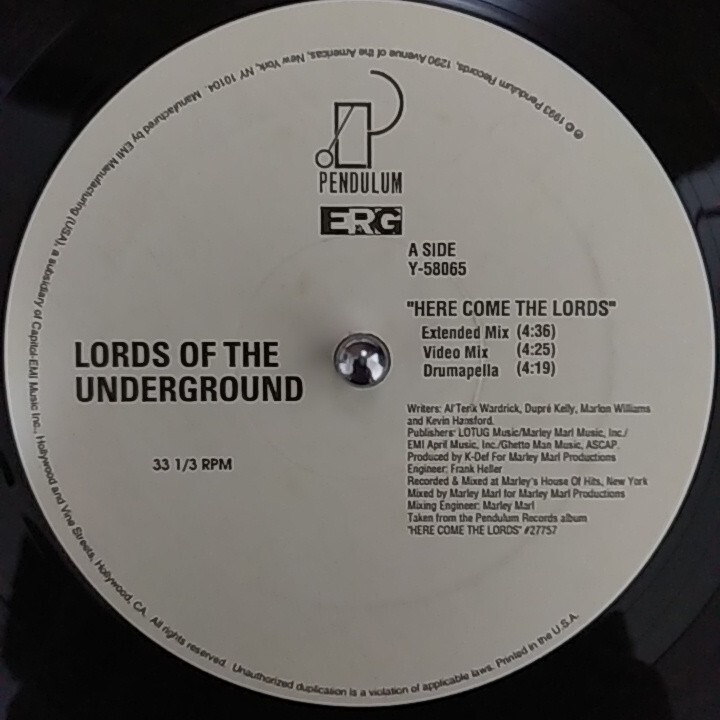 PENDULUM
ERG
A SIDE
Y-58065
"HERE COME THE LORDS"
Extended Mix (4:36)
Video Mix (4:25)
Drumapella (4:19)
LORDS OF THE
UNDERGROUND
33 1/3 RPM
Writers: Al'Terik Wardrick, Dupré Kelly, Marlon Williams
and Kevin Hansford.
Publishers: LOTUG Music/Marley Marl Music, Inc./
EMI April Music, Inc./Ghetto Man Music, ASCAP.
Produced by K-Def For Marley Marl Productions
Engineer: Frank Heller
Recorded & Mixed at Marley's House Of Hits, New York
Mixed by Marley Marl for Marley Marl Productions
Mixing Engineer: Marley Marl
Taken from the Pendulum Records album
"HERE COME THE LORDS" #27757
℗ © 1993 Pendulum Records, 1290 Avenue of the Americas, New York, NY 10104. Manufactured by EMI Manufacturing (USA), a subsidiary of Capitol-EMI Music Inc., Hollywood and Vine Streets, Hollywood, CA. All rights reserved. Unauthorized duplication is a violation of applicable laws. Printed in the U.S.A.